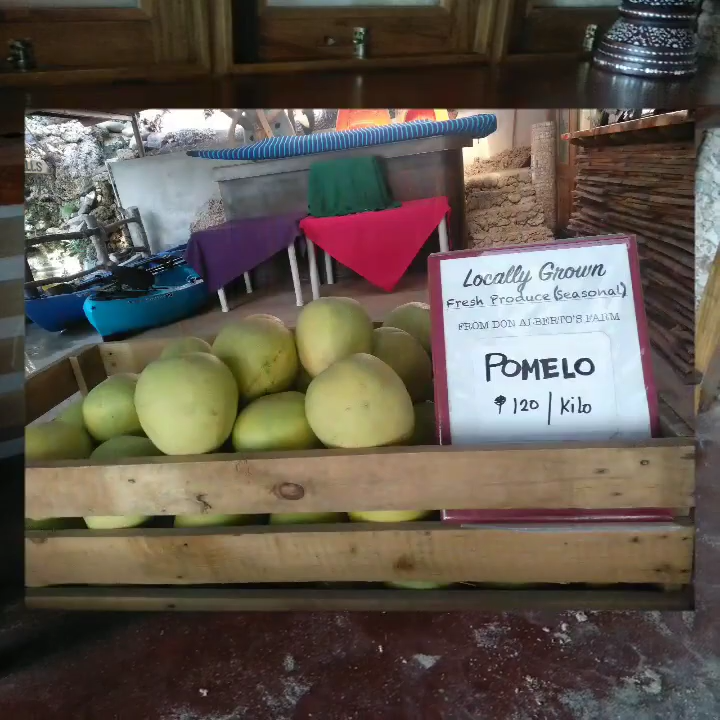 Locally Grown
Fresh Produce (Seasonal)
FROM DON ALBERTO'S FARM
POMELO
₱ 120 / Kilo